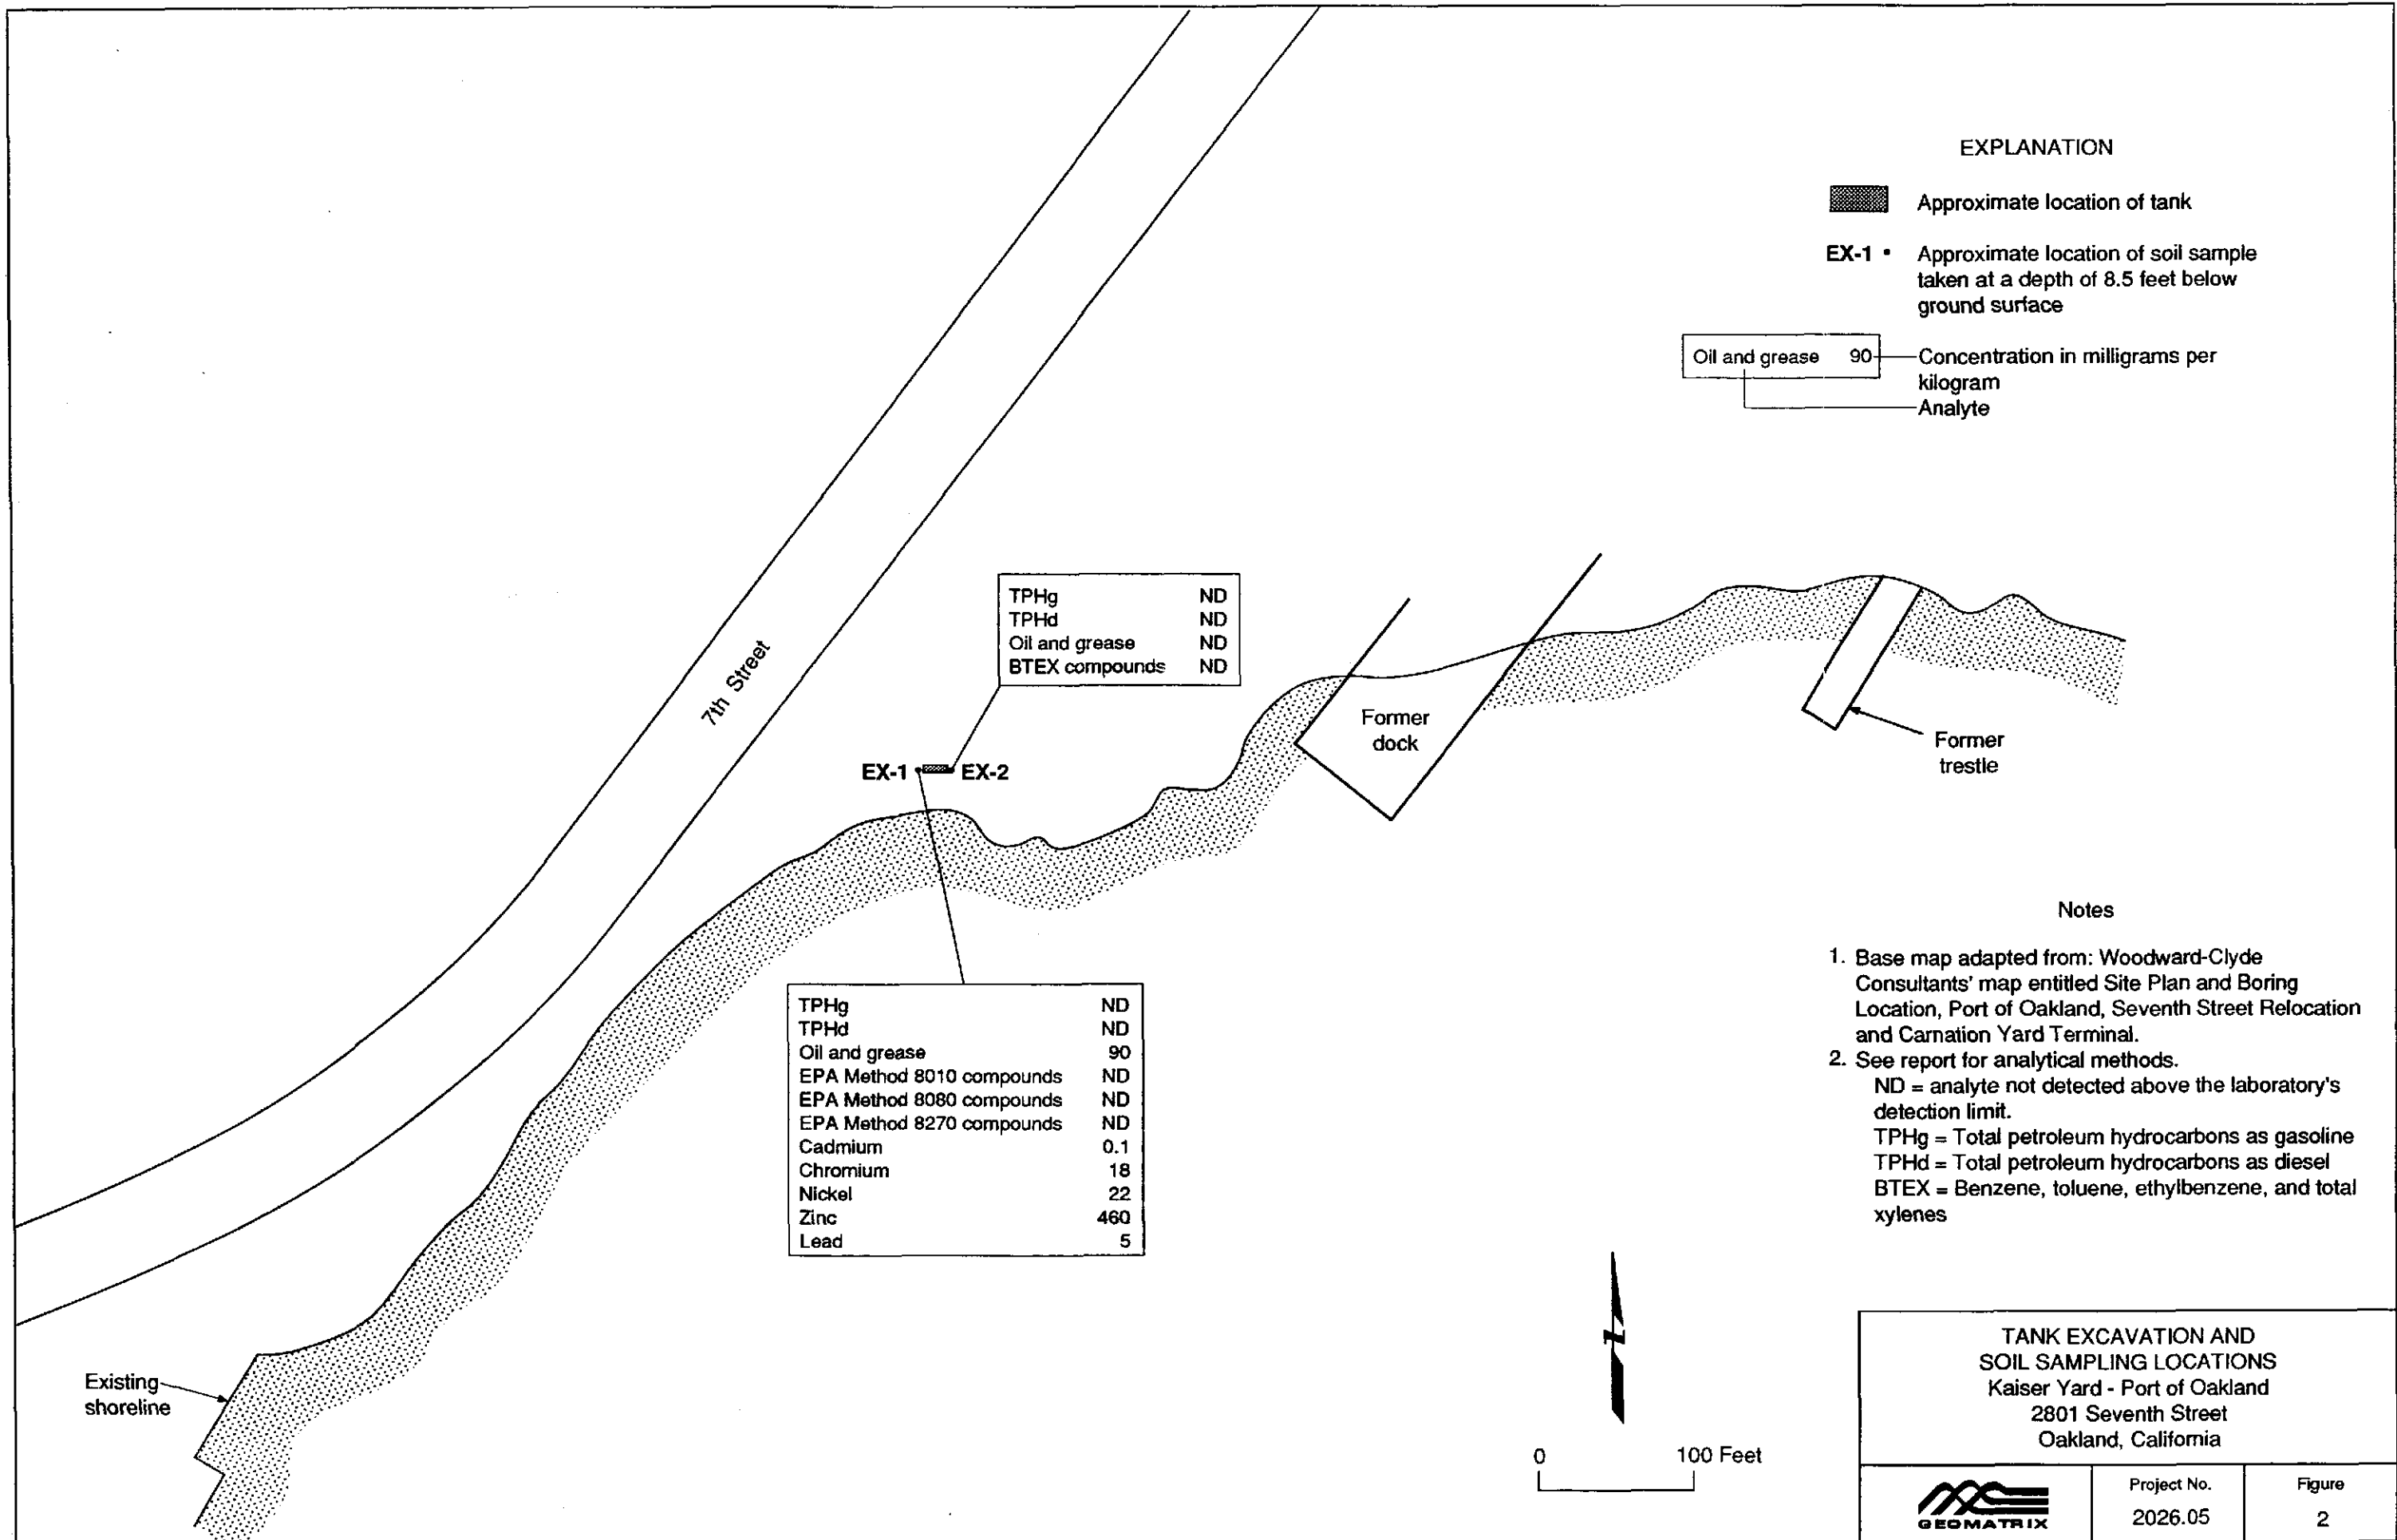 EXPLANATION
Approximate location of tank
EX-1 • Approximate location of soil sample
taken at a depth of 8.5 feet below
ground surface
Oil and grease 90 Concentration in milligrams per
kilogram
Analyte
7th Street
TPHg ND
TPHd ND
Oil and grease ND
BTEX compounds ND
EX-1 EX-2
Former
dock
Former
trestle
TPHg ND
TPHd ND
Oil and grease 90
EPA Method 8010 compounds ND
EPA Method 8080 compounds ND
EPA Method 8270 compounds ND
Cadmium 0.1
Chromium 18
Nickel 22
Zinc 460
Lead 5
Existing
shoreline
Notes
1. Base map adapted from: Woodward-Clyde
Consultants' map entitled Site Plan and Boring
Location, Port of Oakland, Seventh Street Relocation
and Carnation Yard Terminal.
2. See report for analytical methods.
ND = analyte not detected above the laboratory's
detection limit.
TPHg = Total petroleum hydrocarbons as gasoline
TPHd = Total petroleum hydrocarbons as diesel
BTEX = Benzene, toluene, ethylbenzene, and total
xylenes
N
0 100 Feet
TANK EXCAVATION AND
SOIL SAMPLING LOCATIONS
Kaiser Yard - Port of Oakland
2801 Seventh Street
Oakland, California
GEOMATRIX
Project No.
2026.05
Figure
2